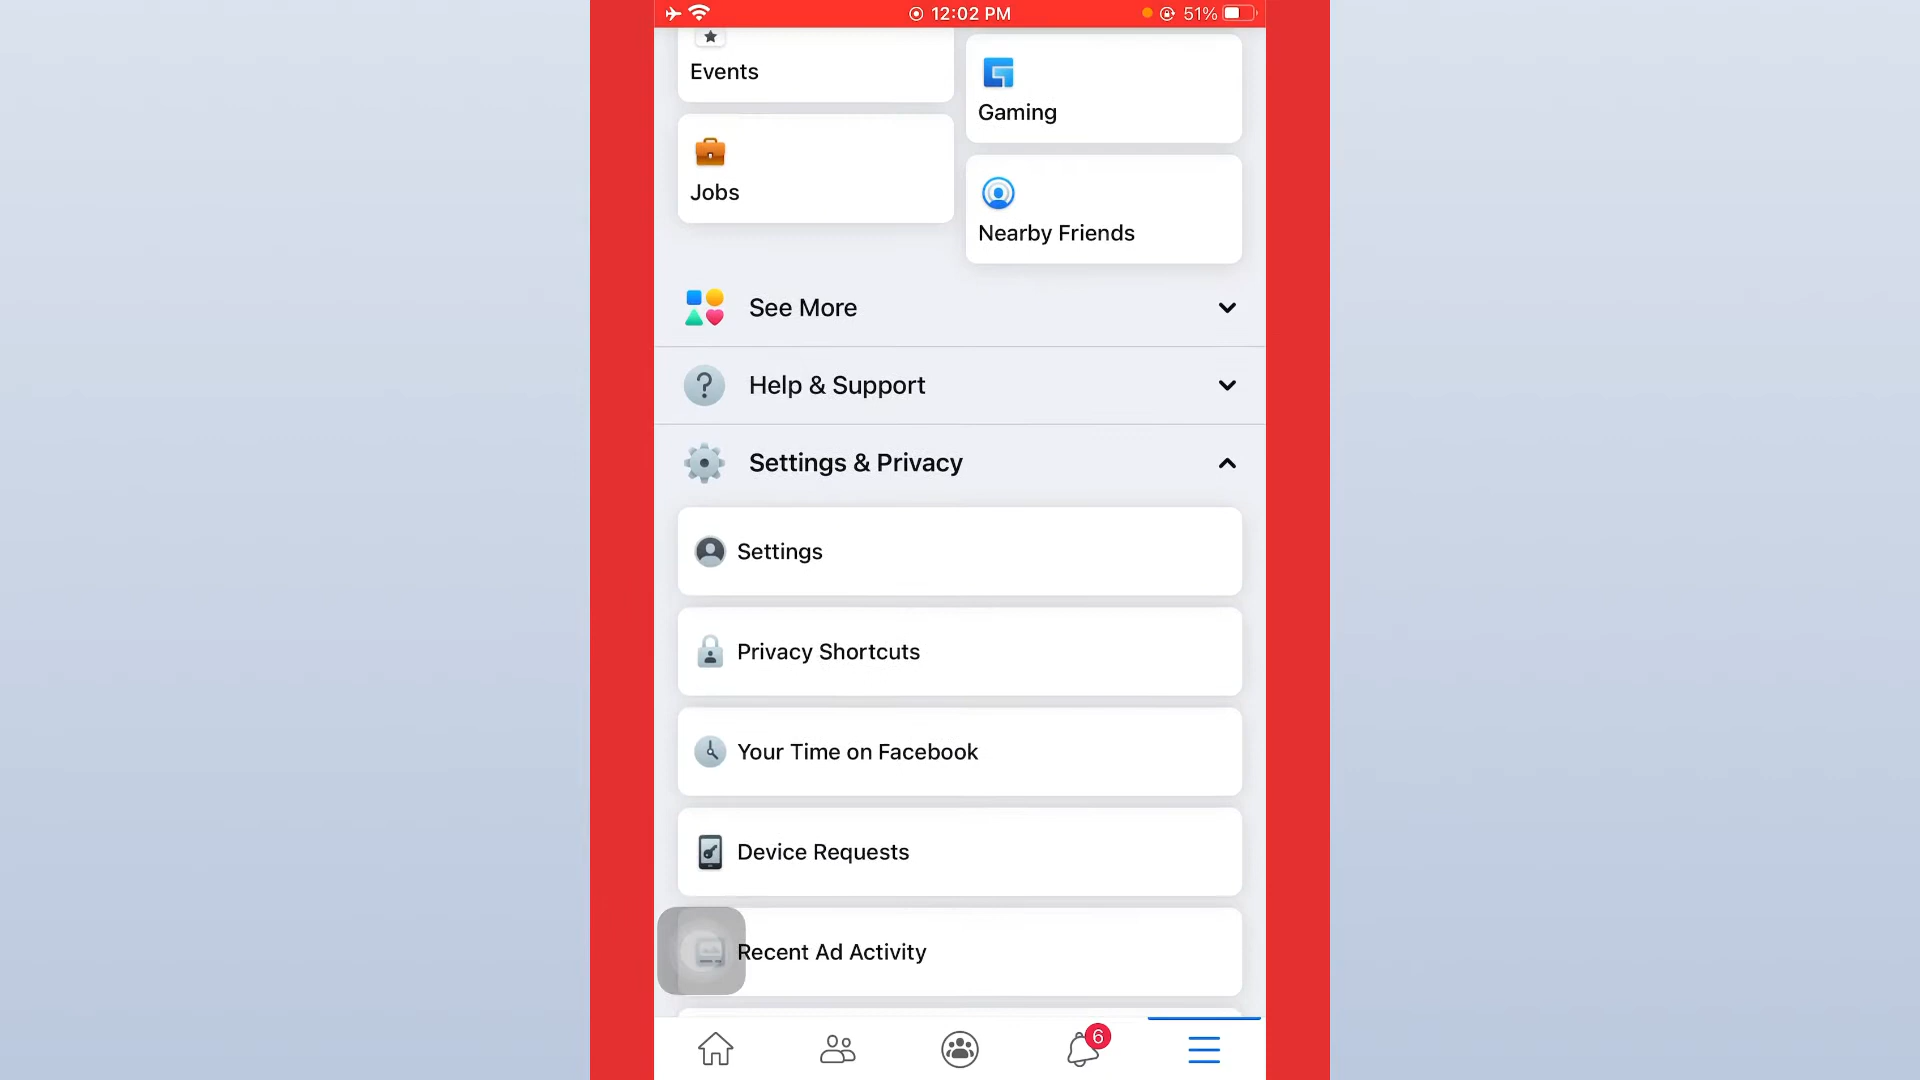 12:02 PM
51%
Events
Gaming
Jobs
Nearby Friends
See More
Help & Support
Settings & Privacy
Settings
Privacy Shortcuts
Your Time on Facebook
Device Requests
Recent Ad Activity
6